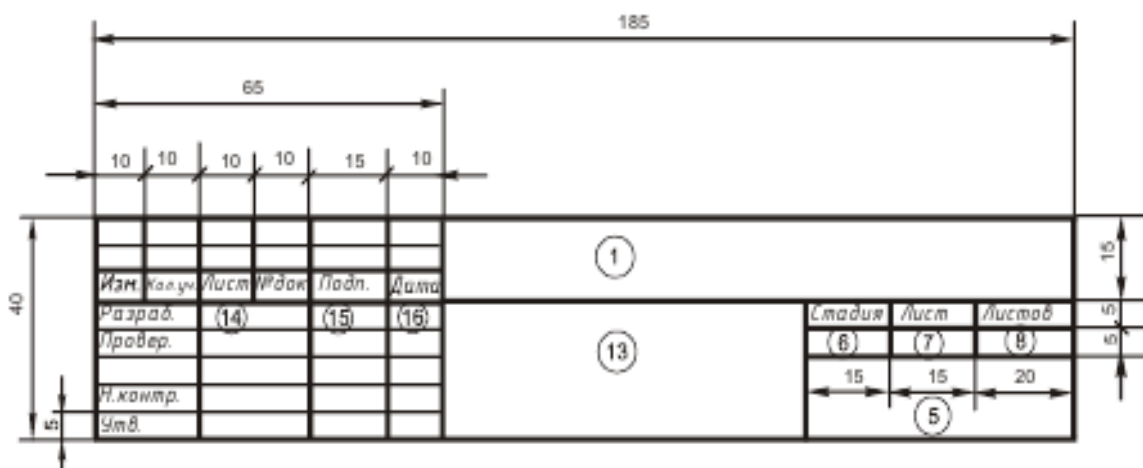 185
65
10 10 10 10 15 10
1
15
40
Изм. Кол.уч. Лист №док Подп. Дата
Разраб. 14 15 16
Стадия Лист Листов
5
Провер.
13
6 7 8
5
15 15 20
Н.контр.
5
5
Утв.